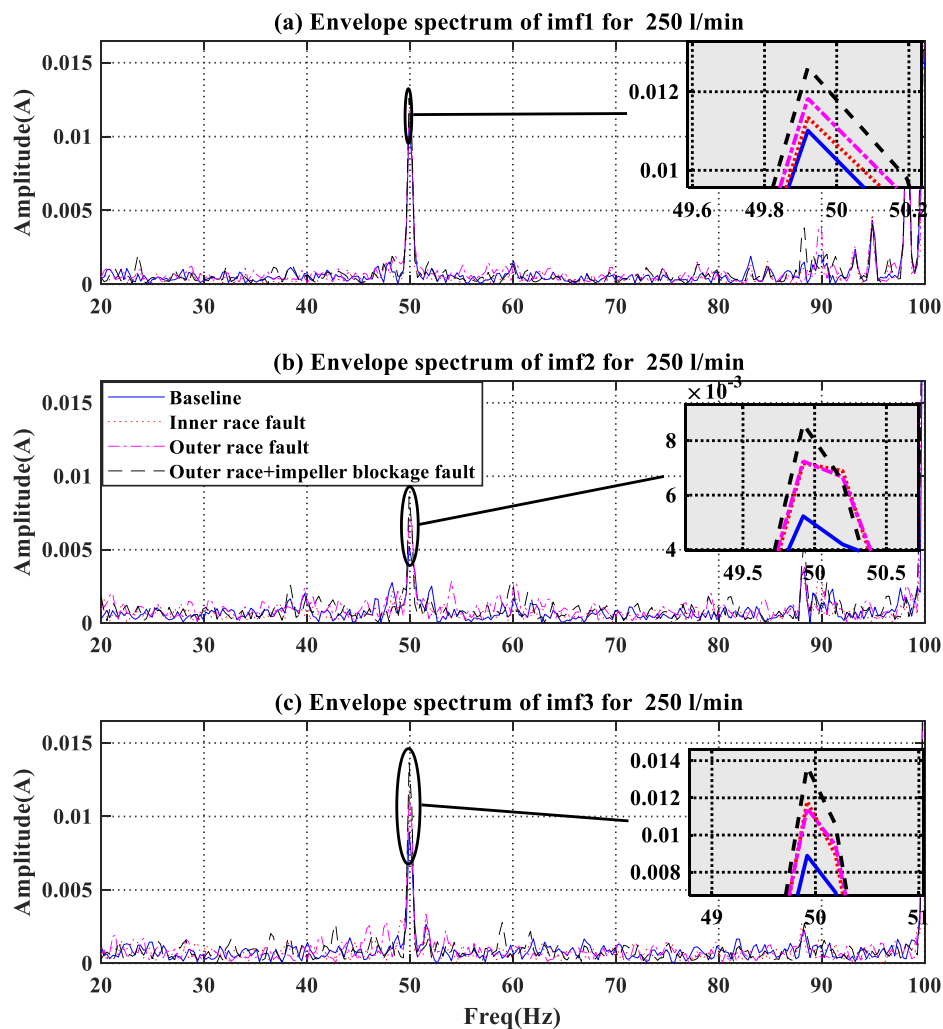 (a) Envelope spectrum of imf1 for 250 l/min
Amplitude(A)
0.015
0.01
0.005
0
20 30 40 50 60 70 80 90 100
0.012
0.01
49.6 49.8 50 50.2
(b) Envelope spectrum of imf2 for 250 l/min
Amplitude(A)
0.015
0.01
0.005
0
20 30 40 50 60 70 80 90 100
Baseline
Inner race fault
Outer race fault
Outer race+impeller blockage fault
× 10⁻³
8
6
4
49.5 50 50.5
(c) Envelope spectrum of imf3 for 250 l/min
Amplitude(A)
0.015
0.01
0.005
0
20 30 40 50 60 70 80 90 100
0.014
0.012
0.01
0.008
49 50 51
Freq(Hz)